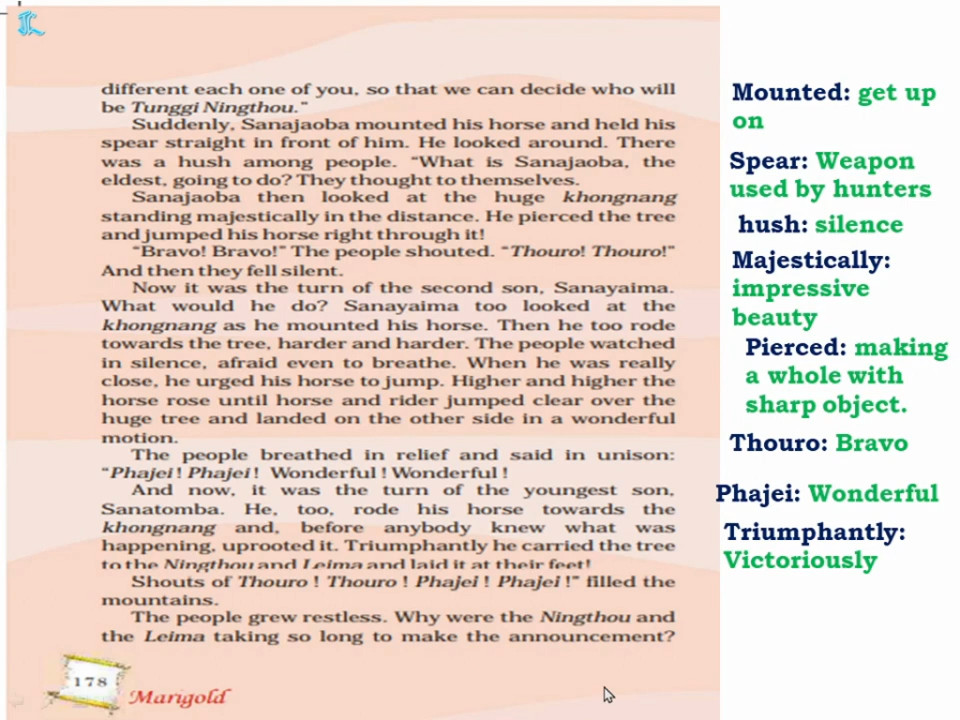 different each one of you, so that we can decide who will
be Tunggi Ningthou."
Suddenly, Sanajaoba mounted his horse and held his
spear straight in front of him. He looked around. There
was a hush among people. "What is Sanajaoba, the
eldest, going to do? They thought to themselves.
Sanajaoba then looked at the huge khongnang
standing majestically in the distance. He pierced the tree
and jumped his horse right through it!
"Bravo! Bravo!" The people shouted. "Thouro! Thouro!"
And then they fell silent.
Now it was the turn of the second son, Sanayaima.
What would he do? Sanayaima too looked at the
khongnang as he mounted his horse. Then he too rode
towards the tree, harder and harder. The people watched
in silence, afraid even to breathe. When he was really
close, he urged his horse to jump. Higher and higher the
horse rose until horse and rider jumped clear over the
huge tree and landed on the other side in a wonderful
motion.
The people breathed in relief and said in unison:
"Phajei! Phajei! Wonderful! Wonderful!
And now, it was the turn of the youngest son,
Sanatomba. He, too, rode his horse towards the
khongnang and, before anybody knew what was
happening, uprooted it. Triumphantly he carried the tree
to the Ningthou and Leima and laid it at their feet!
Shouts of Thouro! Thouro! Phajei! Phajei!" filled the
mountains.
The people grew restless. Why were the Ningthou and
the Leima taking so long to make the announcement?
178
Marigold
Mounted: get up
on
Spear: Weapon
used by hunters
hush: silence
Majestically:
impressive
beauty
Pierced: making
a whole with
sharp object.
Thouro: Bravo
Phajei: Wonderful
Triumphantly:
Victoriously